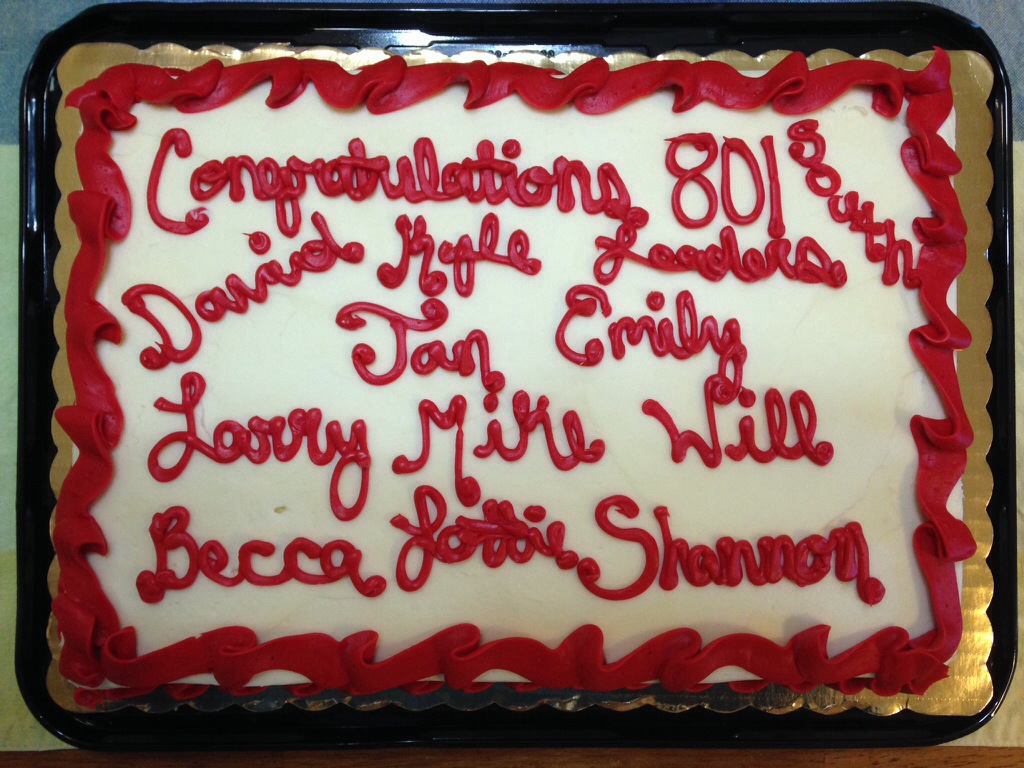 Congratulations 801 South
David Kyle Leaders
Jan Emily
Larry Mike Will
Becca Lottie Shannon